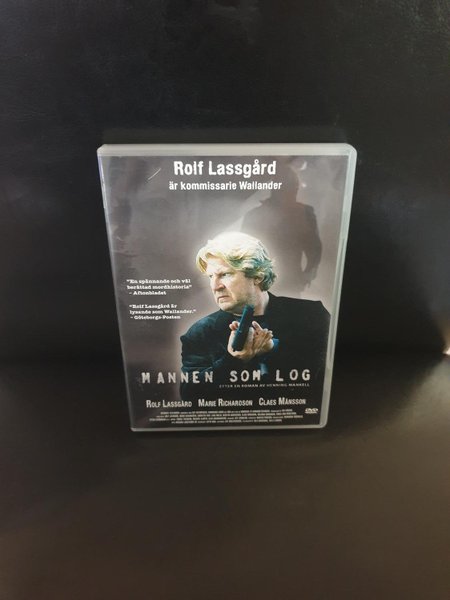 Rolf Lassgård
är kommissarie Wallander
"En spännande och väl
berättad mordhistoria"
– Aftonbladet
"Rolf Lassgård är
lysande som Wallander."
– Göteborgs-Posten
MANNEN SOM LOG
EFTER EN ROMAN AV HENNING MANKELL
ROLF LASSGÅRD MARIE RICHARDSON CLAES MÅNSSON
DVD